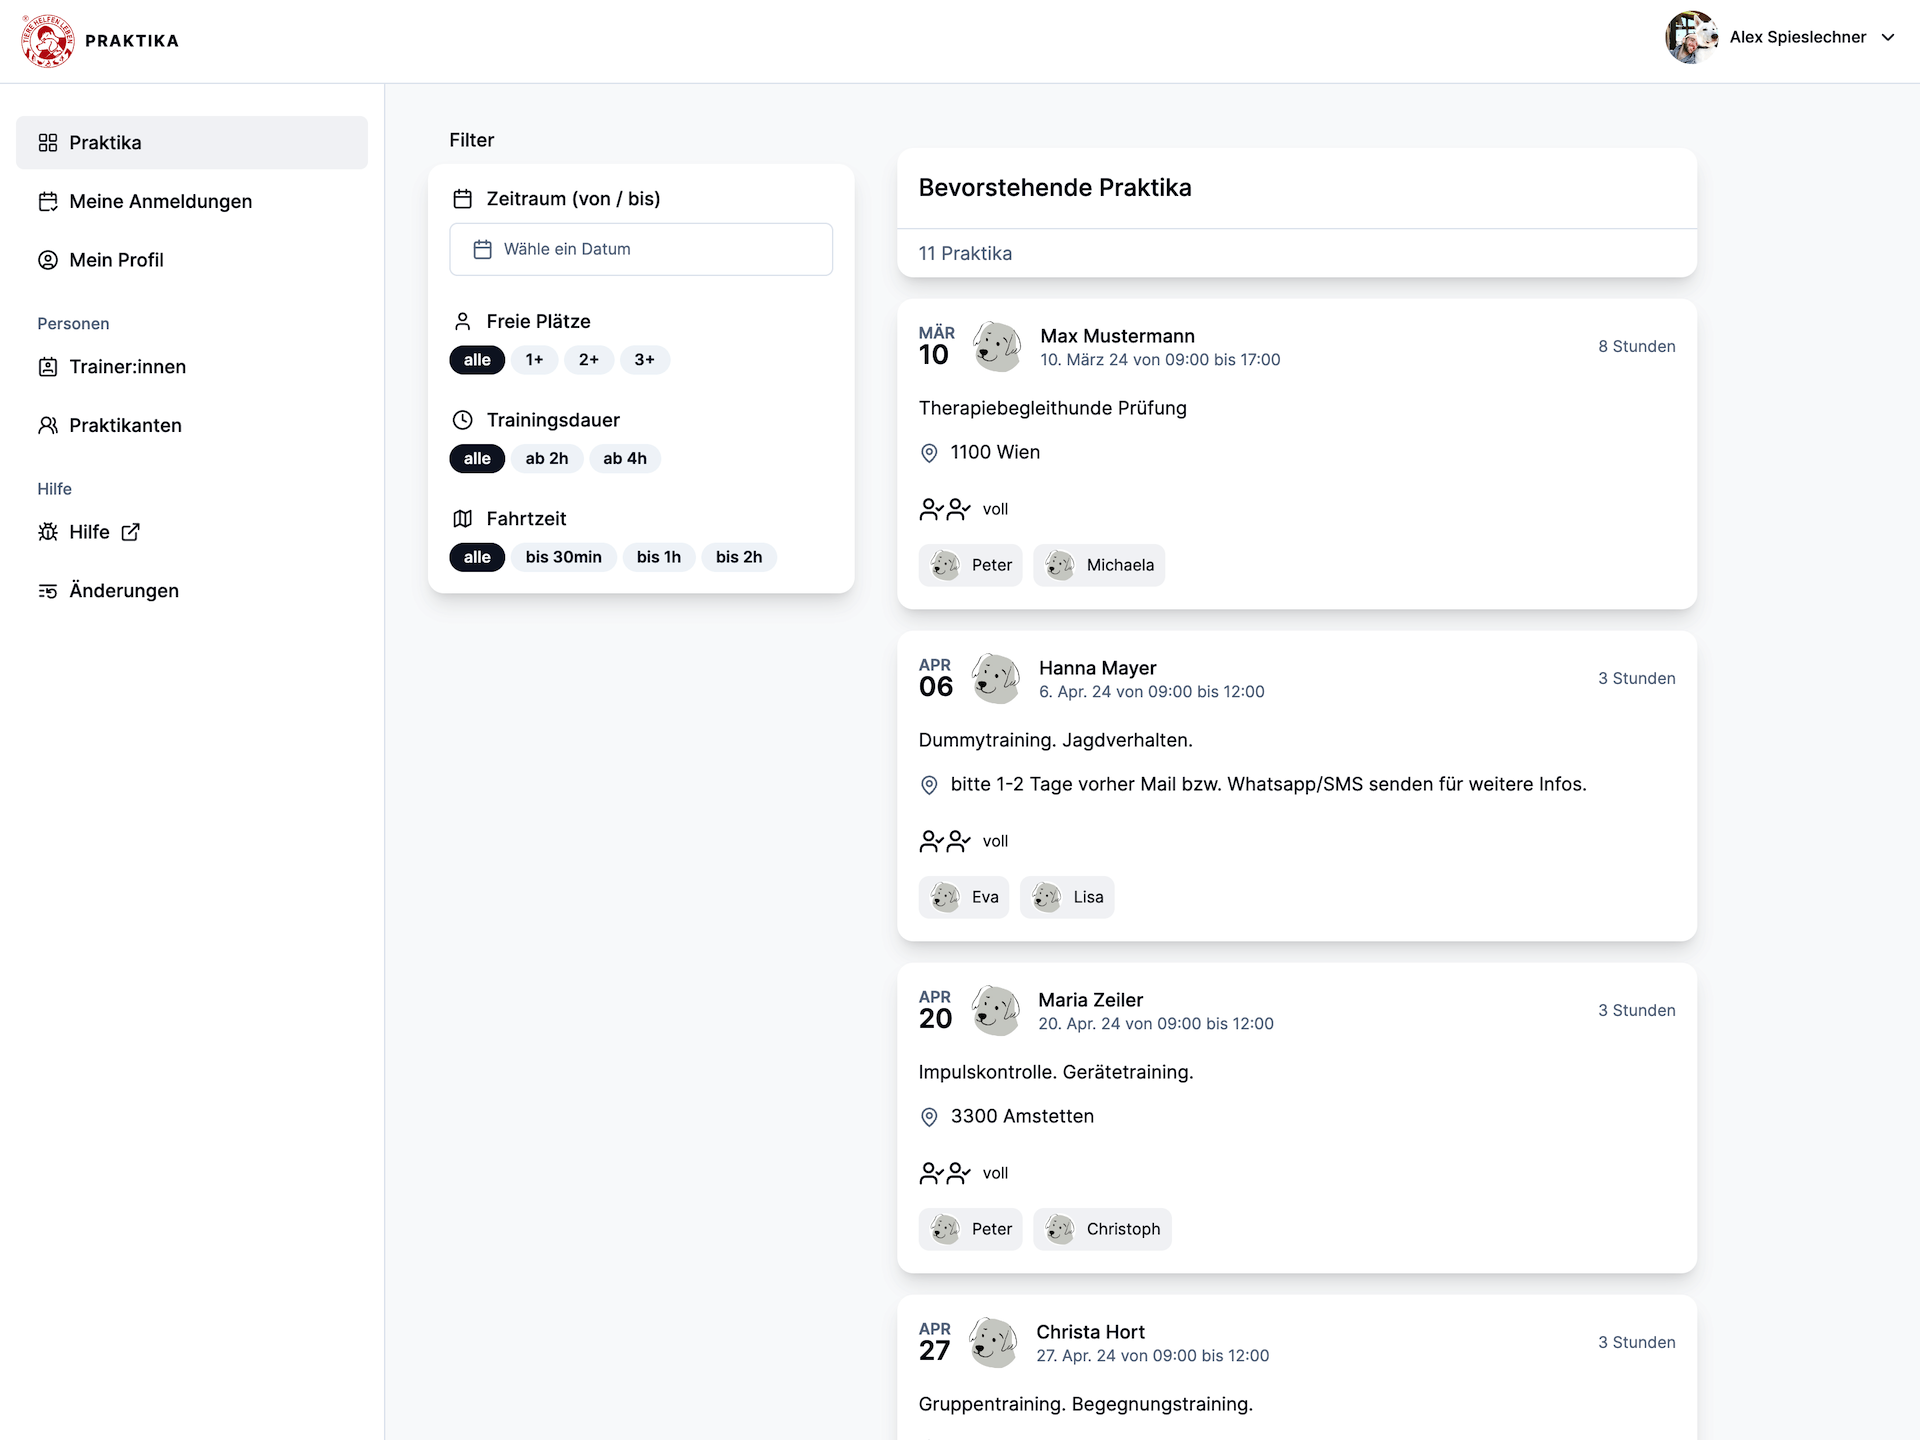 TIERE HELFEN LEBEN
PRAKTIKA
Alex Spieslechner
Praktika
Meine Anmeldungen
Mein Profil
Personen
Trainer:innen
Praktikanten
Hilfe
Hilfe
Änderungen
Filter
Zeitraum (von / bis)
Wähle ein Datum
Freie Plätze
alle 1+ 2+ 3+
Trainingsdauer
alle ab 2h ab 4h
Fahrtzeit
alle bis 30min bis 1h bis 2h
Bevorstehende Praktika
11 Praktika
MÄR
10
Max Mustermann
10. März 24 von 09:00 bis 17:00
8 Stunden
Therapiebegleithunde Prüfung
1100 Wien
voll
Peter Michaela
APR
06
Hanna Mayer
6. Apr. 24 von 09:00 bis 12:00
3 Stunden
Dummytraining. Jagdverhalten.
bitte 1-2 Tage vorher Mail bzw. Whatsapp/SMS senden für weitere Infos.
voll
Eva Lisa
APR
20
Maria Zeiler
20. Apr. 24 von 09:00 bis 12:00
3 Stunden
Impulskontrolle. Gerätetraining.
3300 Amstetten
voll
Peter Christoph
APR
27
Christa Hort
27. Apr. 24 von 09:00 bis 12:00
3 Stunden
Gruppentraining. Begegnungstraining.